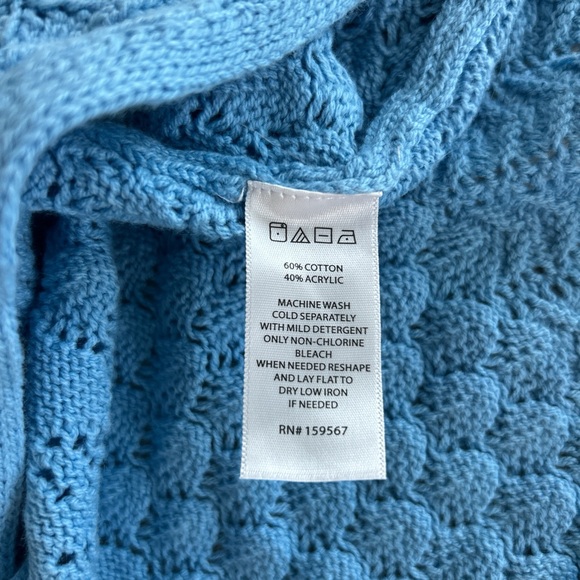 60% COTTON
40% ACRYLIC
MACHINE WASH
COLD SEPARATELY
WITH MILD DETERGENT
ONLY NON-CHLORINE
BLEACH
WHEN NEEDED RESHAPE
AND LAY FLAT TO
DRY LOW IRON
IF NEEDED
RN# 159567